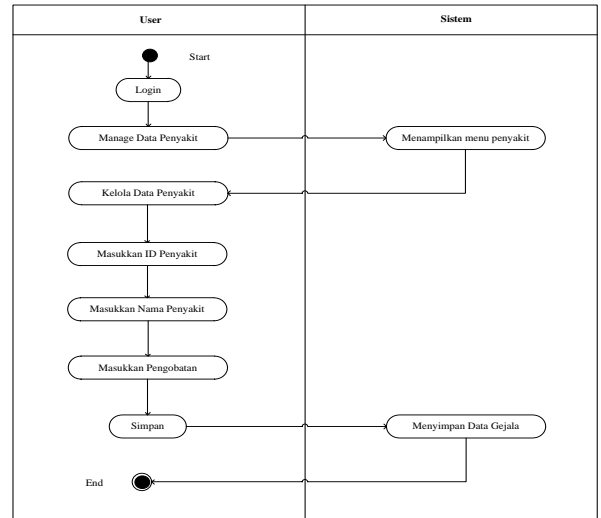 User
Sistem
Start
Login
Manage Data Penyakit
Menampilkan menu penyakit
Kelola Data Penyakit
Masukkan ID Penyakit
Masukkan Nama Penyakit
Masukkan Pengobatan
Simpan
Menyimpan Data Gejala
End